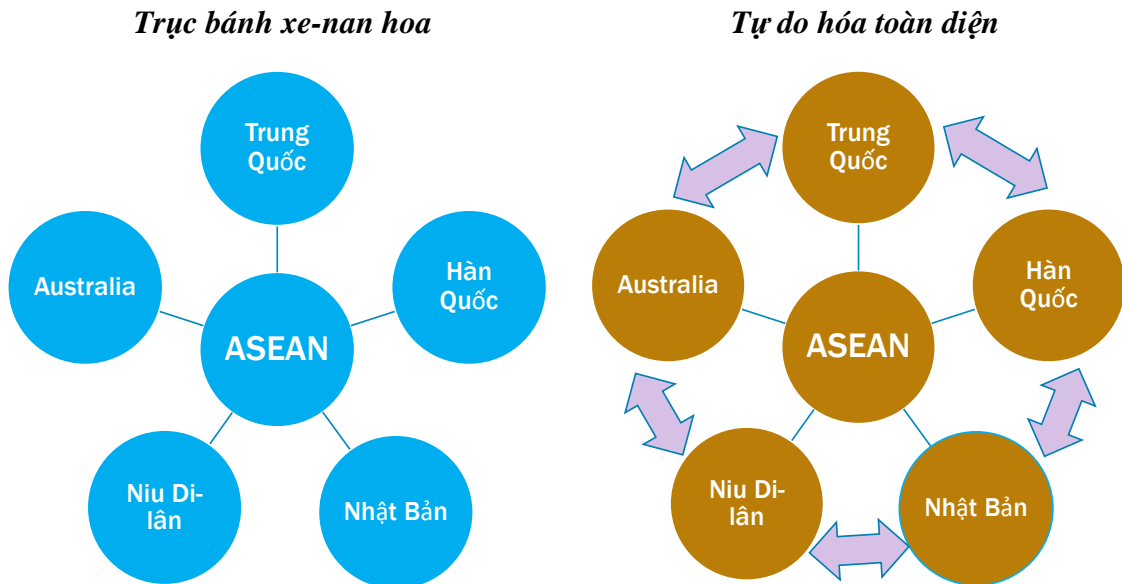 Trục bánh xe-nan hoa
Trung
Quốc
Australia
Hàn
Quốc
ASEAN
Niu Di-
lân
Nhật Bản
Tự do hóa toàn diện
Trung
Quốc
Australia
Hàn
Quốc
ASEAN
Niu Di-
lân
Nhật Bản